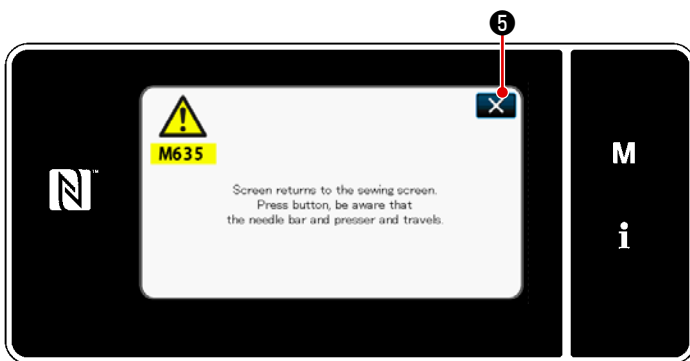 ❺
M635
Screen returns to the sewing screen.
Press button, be aware that
the needle bar and presser and travels.
M
i